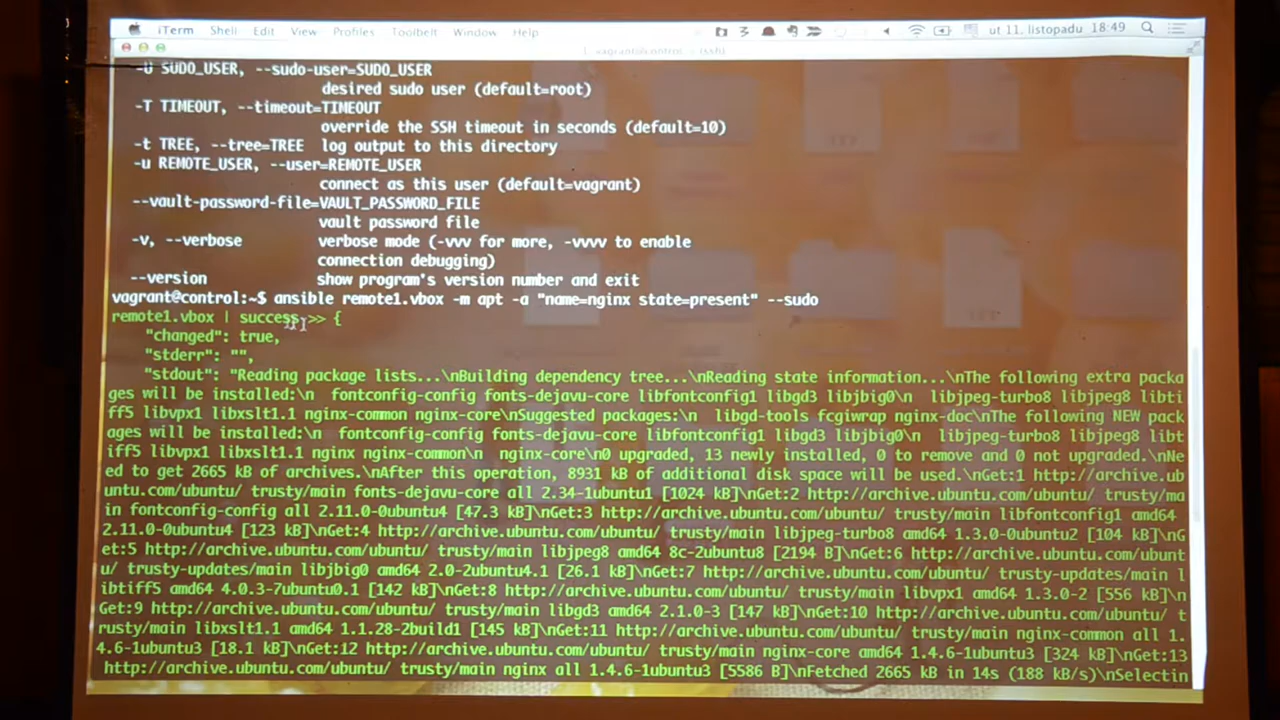 iTerm Shell Edit View Profiles Toolbelt Window Help ut 11. listopadu 18:49
1. vagrant@control: ~ (ssh)
-U SUDO_USER, --sudo-user=SUDO_USER
desired sudo user (default=root)
-T TIMEOUT, --timeout=TIMEOUT
override the SSH timeout in seconds (default=10)
-t TREE, --tree=TREE log output to this directory
-u REMOTE_USER, --user=REMOTE_USER
connect as this user (default=vagrant)
--vault-password-file=VAULT_PASSWORD_FILE
vault password file
-v, --verbose verbose mode (-vvv for more, -vvvv to enable
connection debugging)
--version show program's version number and exit
vagrant@control:~$ ansible remote1.vbox -m apt -a "name=nginx state=present" --sudo
remote1.vbox | success >> {
"changed": true,
"stderr": "",
"stdout": "Reading package lists...\nBuilding dependency tree...\nReading state information...\nThe following extra packa
ges will be installed:\n fontconfig-config fonts-dejavu-core libfontconfig1 libgd3 libjbig0\n libjpeg-turbo8 libjpeg8 libti
ff5 libvpx1 libxslt1.1 nginx-common nginx-core\nSuggested packages:\n libgd-tools fcgiwrap nginx-doc\nThe following NEW pack
ages will be installed:\n fontconfig-config fonts-dejavu-core libfontconfig1 libgd3 libjbig0\n libjpeg-turbo8 libjpeg8 libt
iff5 libvpx1 libxslt1.1 nginx nginx-common\n nginx-core\n0 upgraded, 13 newly installed, 0 to remove and 0 not upgraded.\nNe
ed to get 2665 kB of archives.\nAfter this operation, 8931 kB of additional disk space will be used.\nGet:1 http://archive.ub
untu.com/ubuntu/ trusty/main fonts-dejavu-core all 2.34-1ubuntu1 [1024 kB]\nGet:2 http://archive.ubuntu.com/ubuntu/ trusty/ma
in fontconfig-config all 2.11.0-0ubuntu4 [47.3 kB]\nGet:3 http://archive.ubuntu.com/ubuntu/ trusty/main libfontconfig1 amd64
2.11.0-0ubuntu4 [123 kB]\nGet:4 http://archive.ubuntu.com/ubuntu/ trusty/main libjpeg-turbo8 amd64 1.3.0-0ubuntu2 [104 kB]\nG
et:5 http://archive.ubuntu.com/ubuntu/ trusty/main libjpeg8 amd64 8c-2ubuntu8 [2194 B]\nGet:6 http://archive.ubuntu.com/ubunt
u/ trusty-updates/main libjbig0 amd64 2.0-2ubuntu4.1 [26.1 kB]\nGet:7 http://archive.ubuntu.com/ubuntu/ trusty-updates/main l
ibtiff5 amd64 4.0.3-7ubuntu0.1 [142 kB]\nGet:8 http://archive.ubuntu.com/ubuntu/ trusty/main libvpx1 amd64 1.3.0-2 [556 kB]\n
Get:9 http://archive.ubuntu.com/ubuntu/ trusty/main libgd3 amd64 2.1.0-3 [147 kB]\nGet:10 http://archive.ubuntu.com/ubuntu/ t
rusty/main libxslt1.1 amd64 1.1.28-2build1 [145 kB]\nGet:11 http://archive.ubuntu.com/ubuntu/ trusty/main nginx-common all 1.
4.6-1ubuntu3 [18.1 kB]\nGet:12 http://archive.ubuntu.com/ubuntu/ trusty/main nginx-core amd64 1.4.6-1ubuntu3 [324 kB]\nGet:13
http://archive.ubuntu.com/ubuntu/ trusty/main nginx all 1.4.6-1ubuntu3 [5586 B]\nFetched 2665 kB in 14s (188 kB/s)\nSelectin